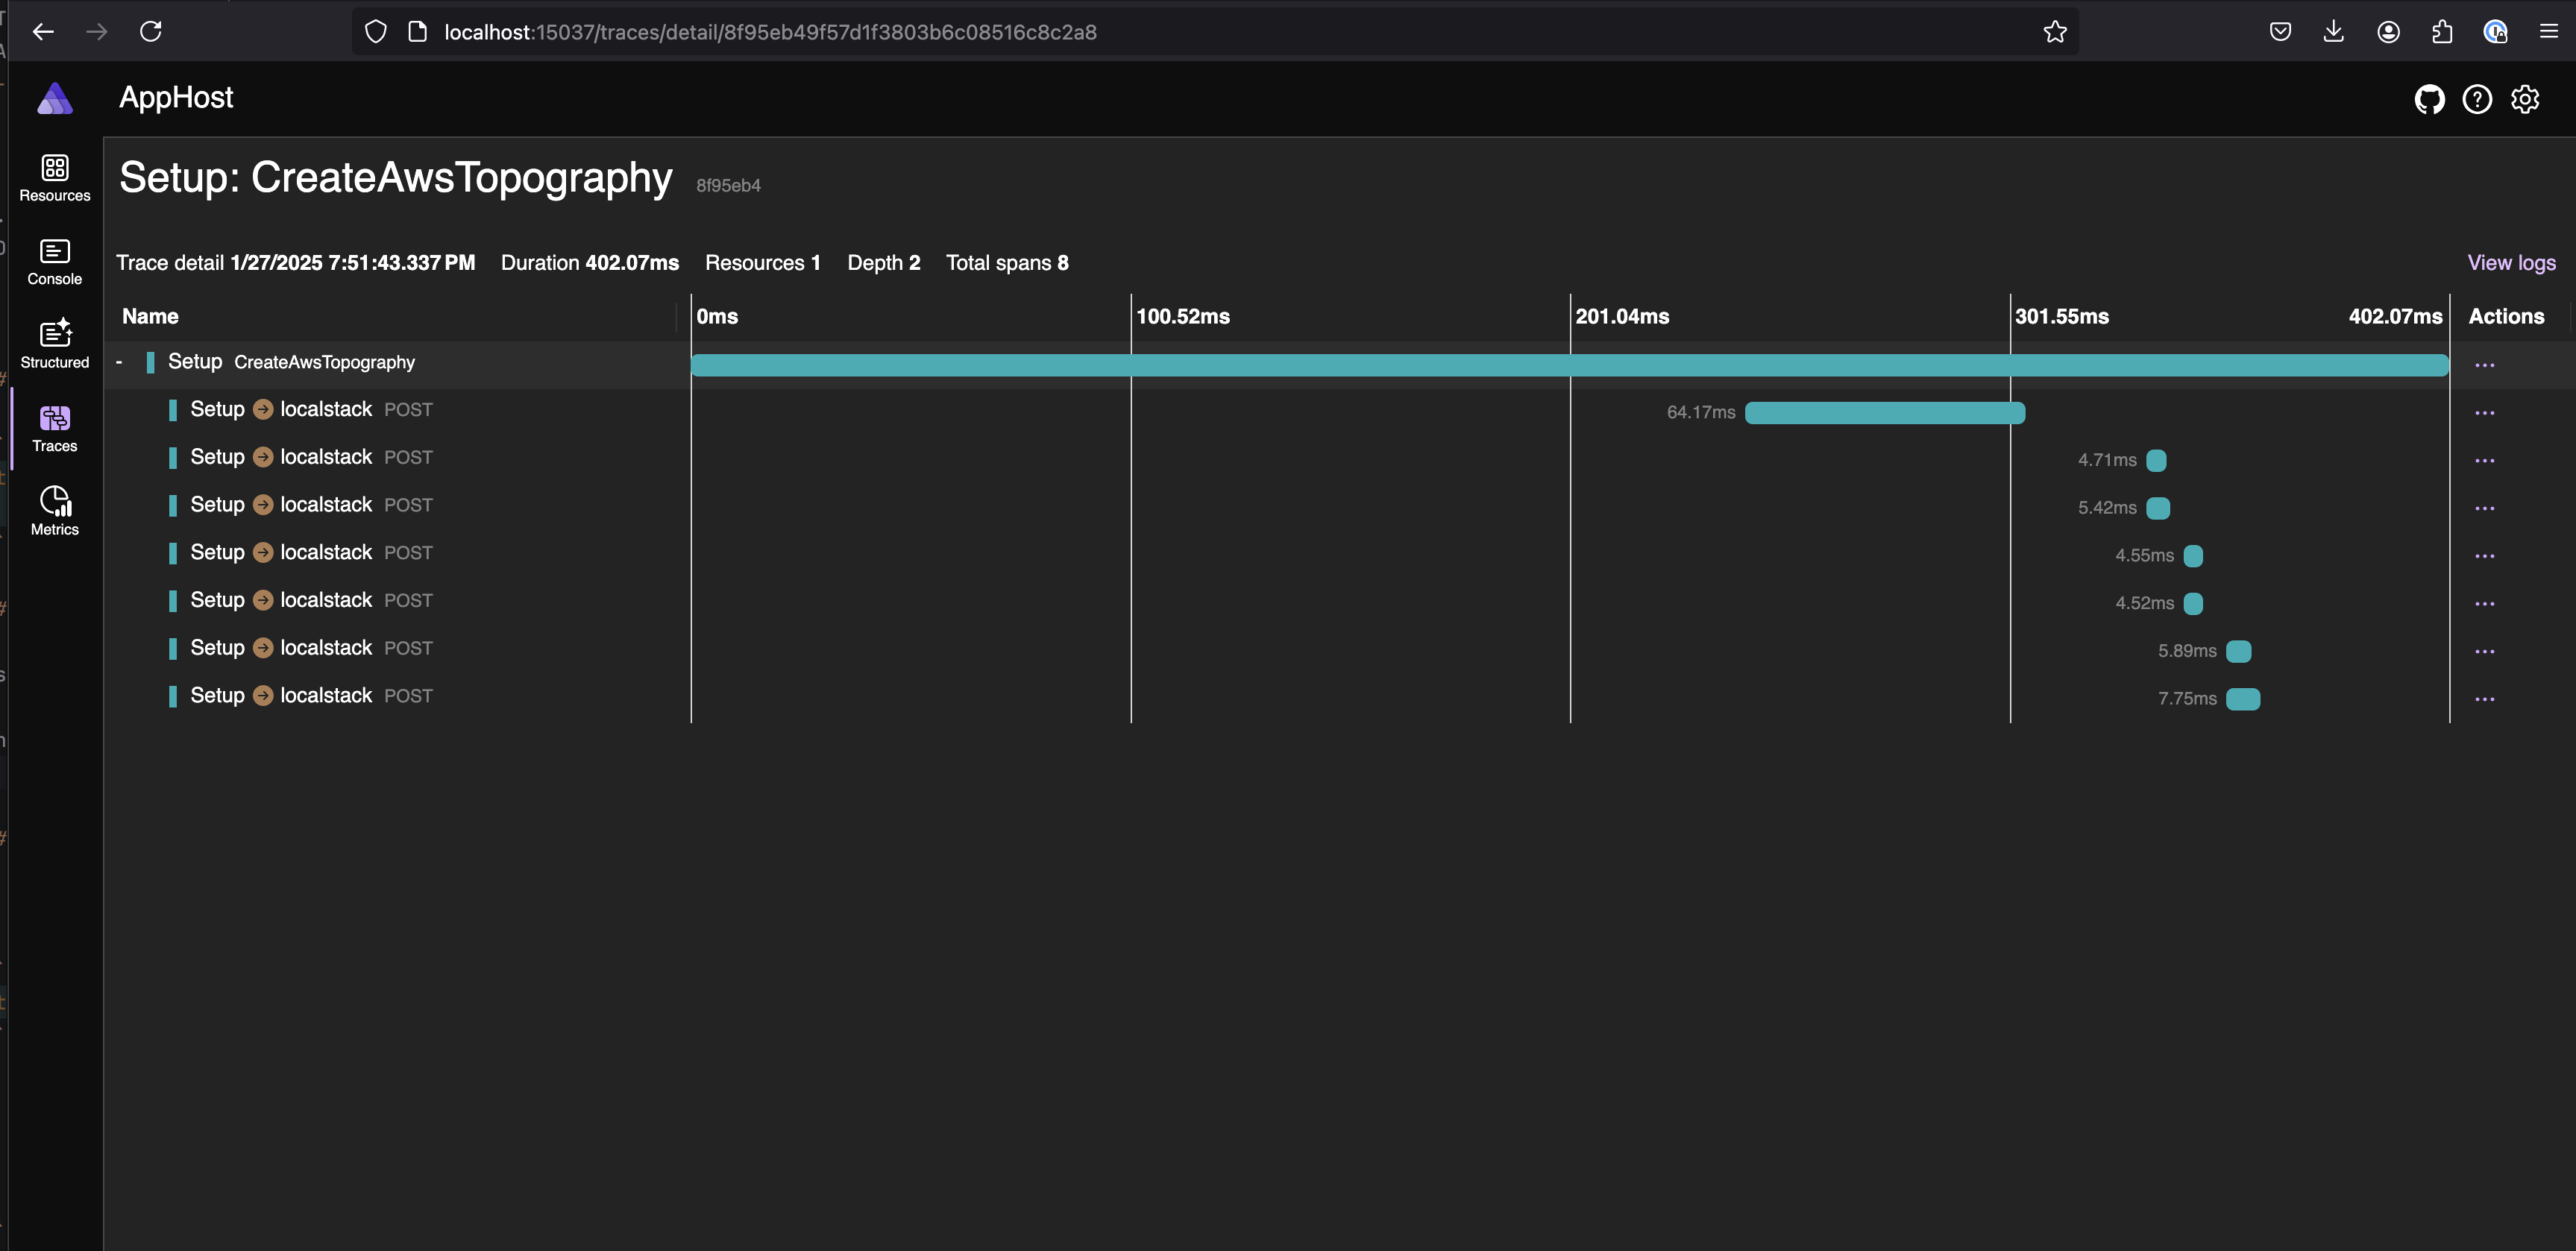 localhost:15037/traces/detail/8f95eb49f57d1f3803b6c08516c8c2a8
AppHost
Resources
Console
Structured
Traces
Metrics
Setup: CreateAwsTopography 8f95eb4
Trace detail 1/27/2025 7:51:43.337 PM Duration 402.07ms Resources 1 Depth 2 Total spans 8 View logs
Name 0ms 100.52ms 201.04ms 301.55ms 402.07ms Actions
- Setup CreateAwsTopography ...
Setup localstack POST 64.17ms ...
Setup localstack POST 4.71ms ...
Setup localstack POST 5.42ms ...
Setup localstack POST 4.55ms ...
Setup localstack POST 4.52ms ...
Setup localstack POST 5.89ms ...
Setup localstack POST 7.75ms ...